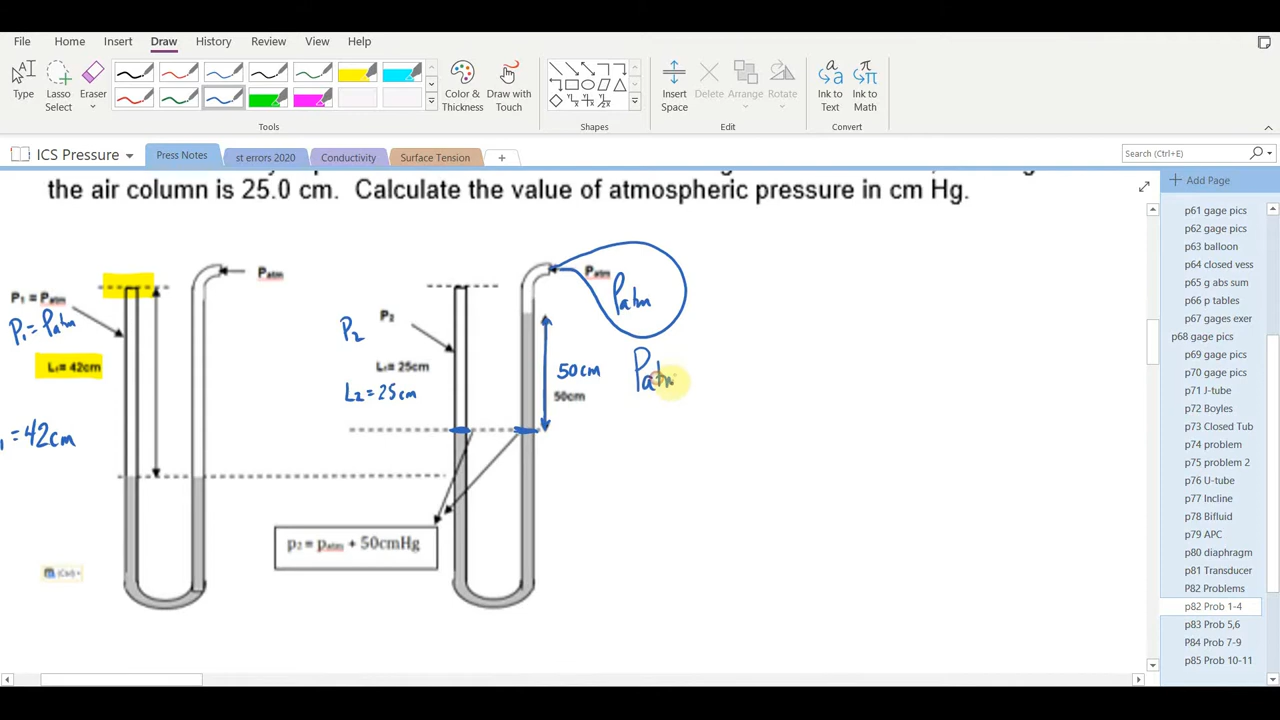 File Home Insert Draw History Review View Help
Type
Lasso Select
Eraser
Color & Thickness
Draw with Touch
Insert Space
Delete
Arrange
Rotate
Ink to Text
Ink to Math
Tools
Shapes
Edit
Convert
ICS Pressure
Press Notes
st errors 2020
Conductivity
Surface Tension
Search (Ctrl+E)
the air column is 25.0 cm. Calculate the value of atmospheric pressure in cm Hg.
Patm
Patm
P₁ = Patm
P₁ = Patm
L₁= 42cm
₁ = 42cm
P₂
P₂
L₁= 25cm
L₂ = 25cm
Patm
50cm
50cm
Patm
p₂ = patm + 50cmHg
(Ctrl)
Add Page
p61 gage pics
p62 gage pics
p63 balloon
p64 closed vess
p65 g abs sum
p66 p tables
p67 gages exer
p68 gage pics
p69 gage pics
p70 gage pics
p71 J-tube
p72 Boyles
p73 Closed Tub
p74 problem
p75 problem 2
p76 U-tube
p77 Incline
p78 Bifluid
p79 APC
p80 diaphragm
p81 Transducer
P82 Problems
p82 Prob 1-4
p83 Prob 5,6
P84 Prob 7-9
p85 Prob 10-11